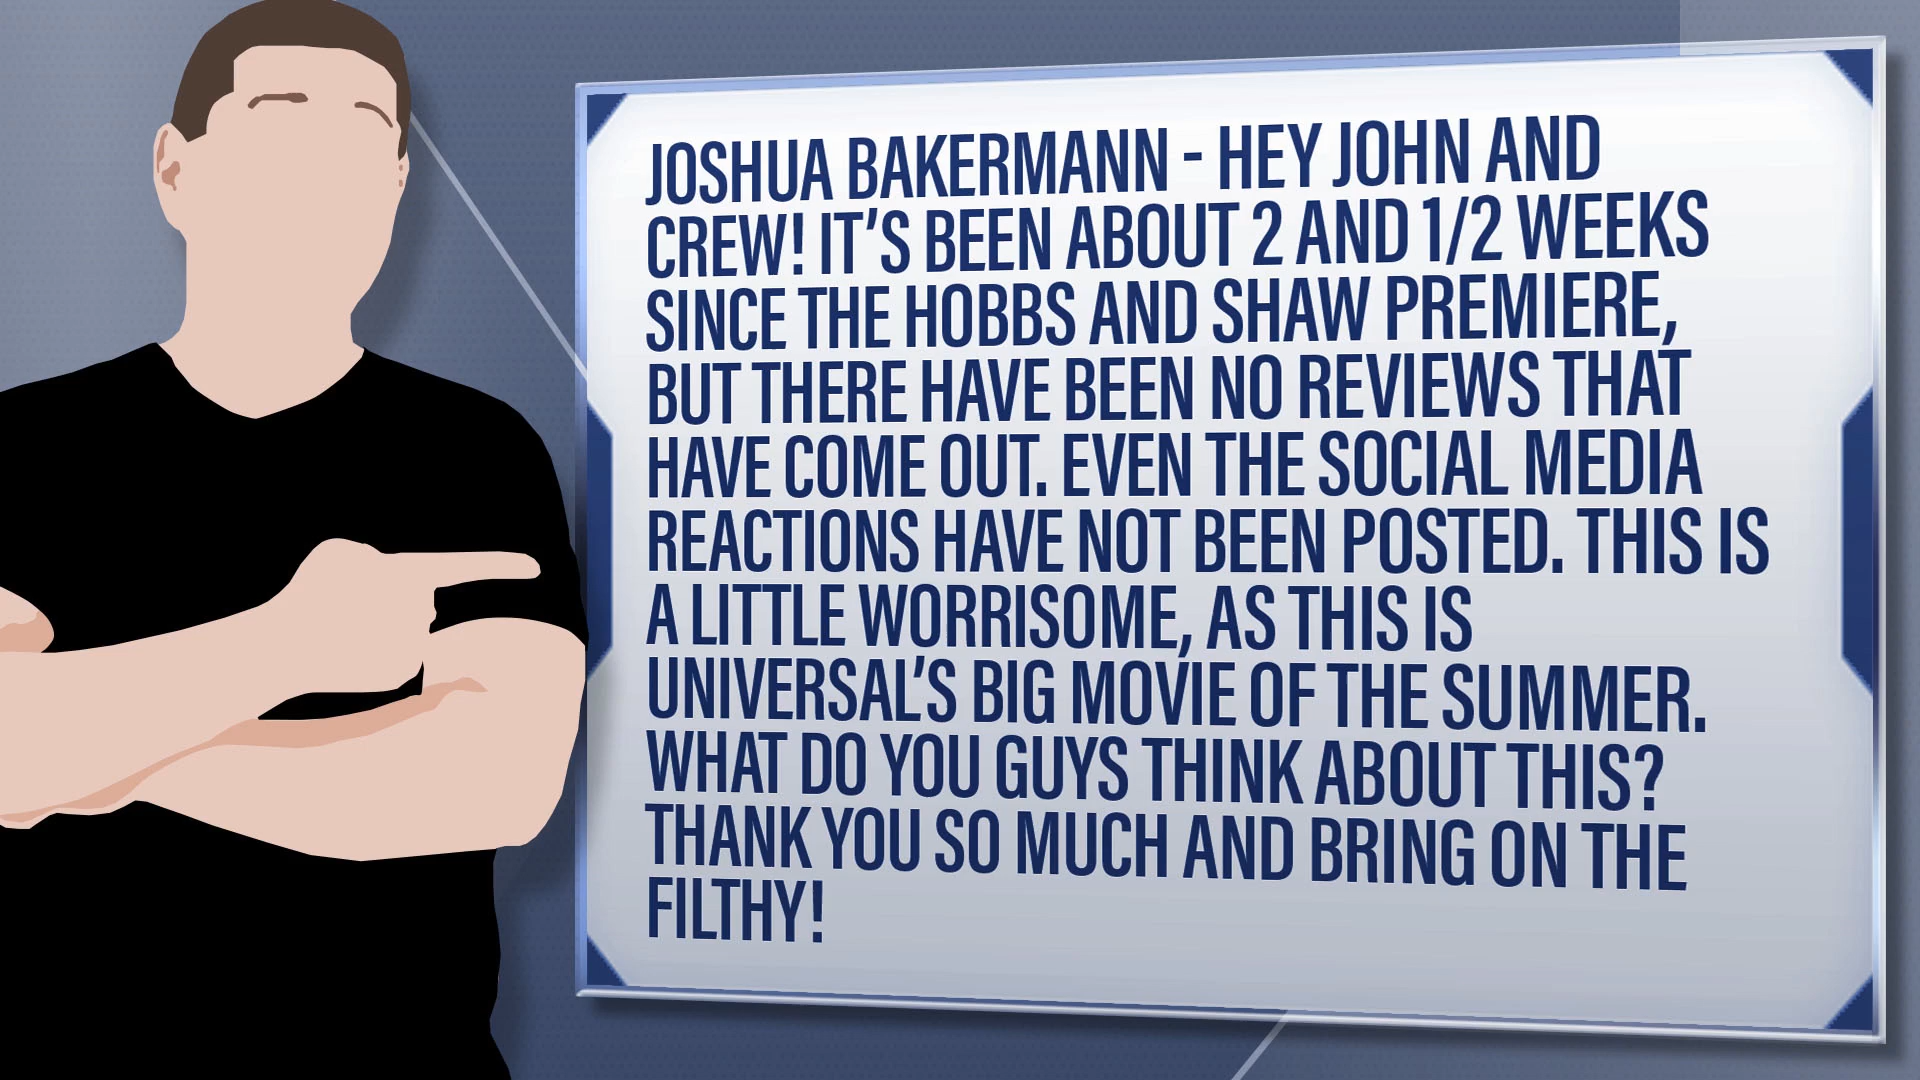 JOSHUA BAKERMANN - HEY JOHN AND
CREW! IT'S BEEN ABOUT 2 AND 1/2 WEEKS
SINCE THE HOBBS AND SHAW PREMIERE,
BUT THERE HAVE BEEN NO REVIEWS THAT
HAVE COME OUT. EVEN THE SOCIAL MEDIA
REACTIONS HAVE NOT BEEN POSTED. THIS IS
A LITTLE WORRISOME, AS THIS IS
UNIVERSAL'S BIG MOVIE OF THE SUMMER.
WHAT DO YOU GUYS THINK ABOUT THIS?
THANK YOU SO MUCH AND BRING ON THE
FILTHY!